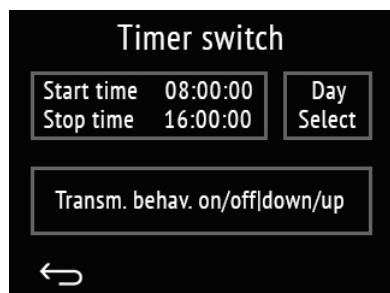 Timer switch
Start time 08:00:00
Stop time 16:00:00
Day
Select
Transm. behav. on/off|down/up